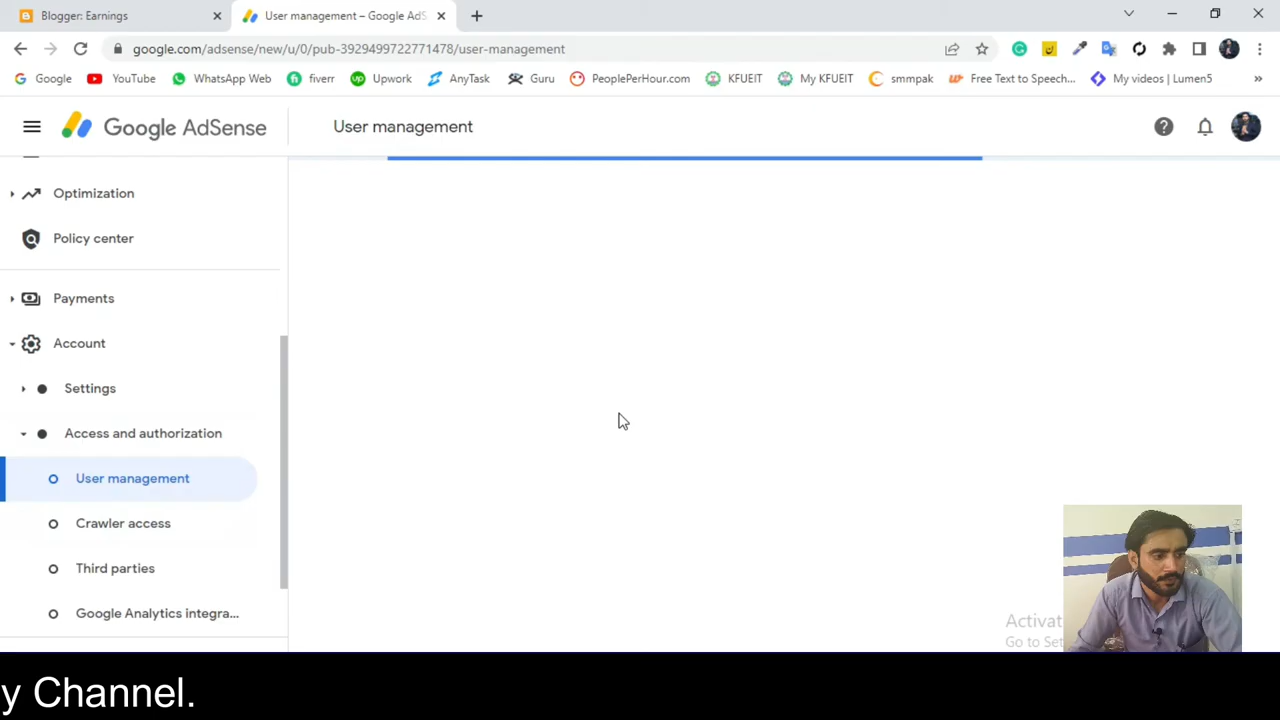 Blogger: Earnings
User management – Google AdS
google.com/adsense/new/u/0/pub-3929499722771478/user-management
Google
YouTube
WhatsApp Web
fiverr
Upwork
AnyTask
Guru
PeoplePerHour.com
KFUEIT
My KFUEIT
smmpak
Free Text to Speech...
My videos | Lumen5
»
Google AdSense
User management
Optimization
Policy center
Payments
Account
Settings
Access and authorization
User management
Crawler access
Third parties
Google Analytics integra...
Activat
Go to Set
y Channel.